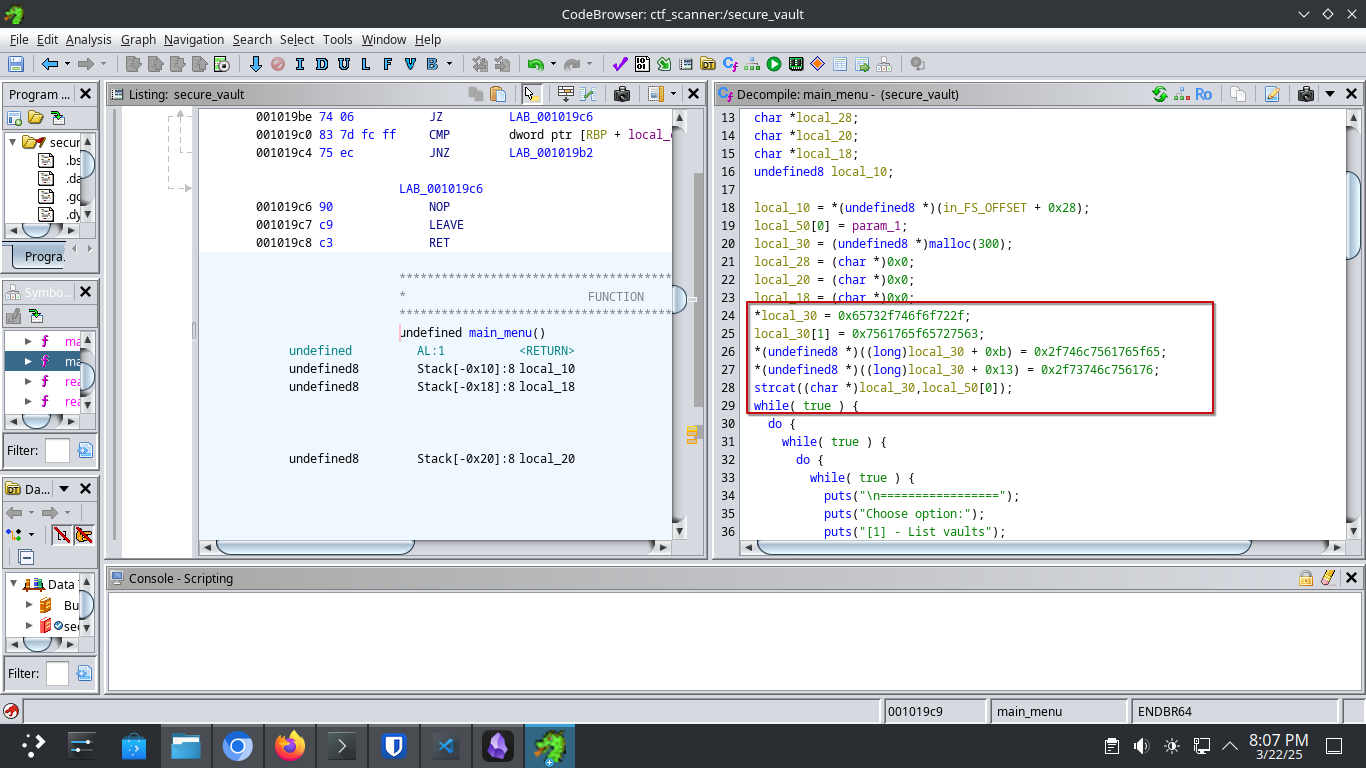 CodeBrowser: ctf_scanner:/secure_vault
File Edit Analysis Graph Navigation Search Select Tools Window Help
I D U L F V B
Program ...
secur
.bs
.da
.gc
.dy
Progra.
Symbo...
ma
ma
rea
rea
Filter:
Da...
Data
Bu
sec
Filter:
Listing: secure_vault
001019be 74 06 JZ LAB_001019c6
001019c0 83 7d fc ff CMP dword ptr [RBP + local_
001019c4 75 ec JNZ LAB_001019b2
LAB_001019c6
001019c6 90 NOP
001019c7 c9 LEAVE
001019c8 c3 RET
***************************************
* FUNCTION
***************************************
undefined main_menu()
undefined AL:1 <RETURN>
undefined8 Stack[-0x10]:8 local_10
undefined8 Stack[-0x18]:8 local_18
undefined8 Stack[-0x20]:8 local_20
Decompile: main_menu - (secure_vault)
Ro
13 char *local_28;
14 char *local_20;
15 char *local_18;
16 undefined8 local_10;
17
18 local_10 = *(undefined8 *)(in_FS_OFFSET + 0x28);
19 local_50[0] = param_1;
20 local_30 = (undefined8 *)malloc(300);
21 local_28 = (char *)0x0;
22 local_20 = (char *)0x0;
23 local_18 = (char *)0x0;
24 *local_30 = 0x65732f746f6f722f;
25 local_30[1] = 0x7561765f65727563;
26 *(undefined8 *)((long)local_30 + 0xb) = 0x2f746c7561765f65;
27 *(undefined8 *)((long)local_30 + 0x13) = 0x2f73746c756176;
28 strcat((char *)local_30,local_50[0]);
29 while( true ) {
30 do {
31 while( true ) {
32 do {
33 while( true ) {
34 puts("\n=================");
35 puts("Choose option:");
36 puts("[1] - List vaults");
Console - Scripting
001019c9
main_menu
ENDBR64
8:07 PM
3/22/25